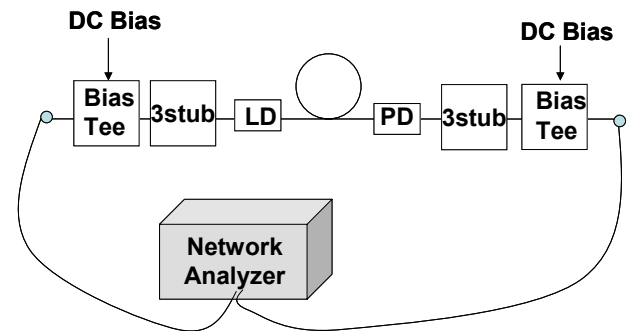 DC Bias
DC Bias
Bias
Tee
3stub
LD
PD
3stub
Bias
Tee
Network
Analyzer